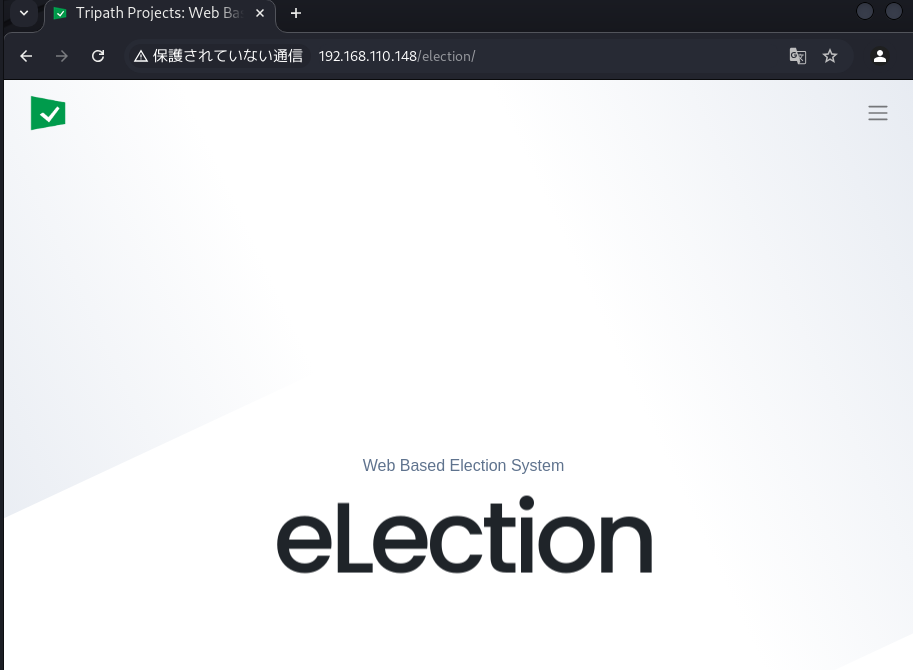 Tripath Projects: Web Ba
保護されていない通信 192.168.110.148/election/
Web Based Election System
eLection